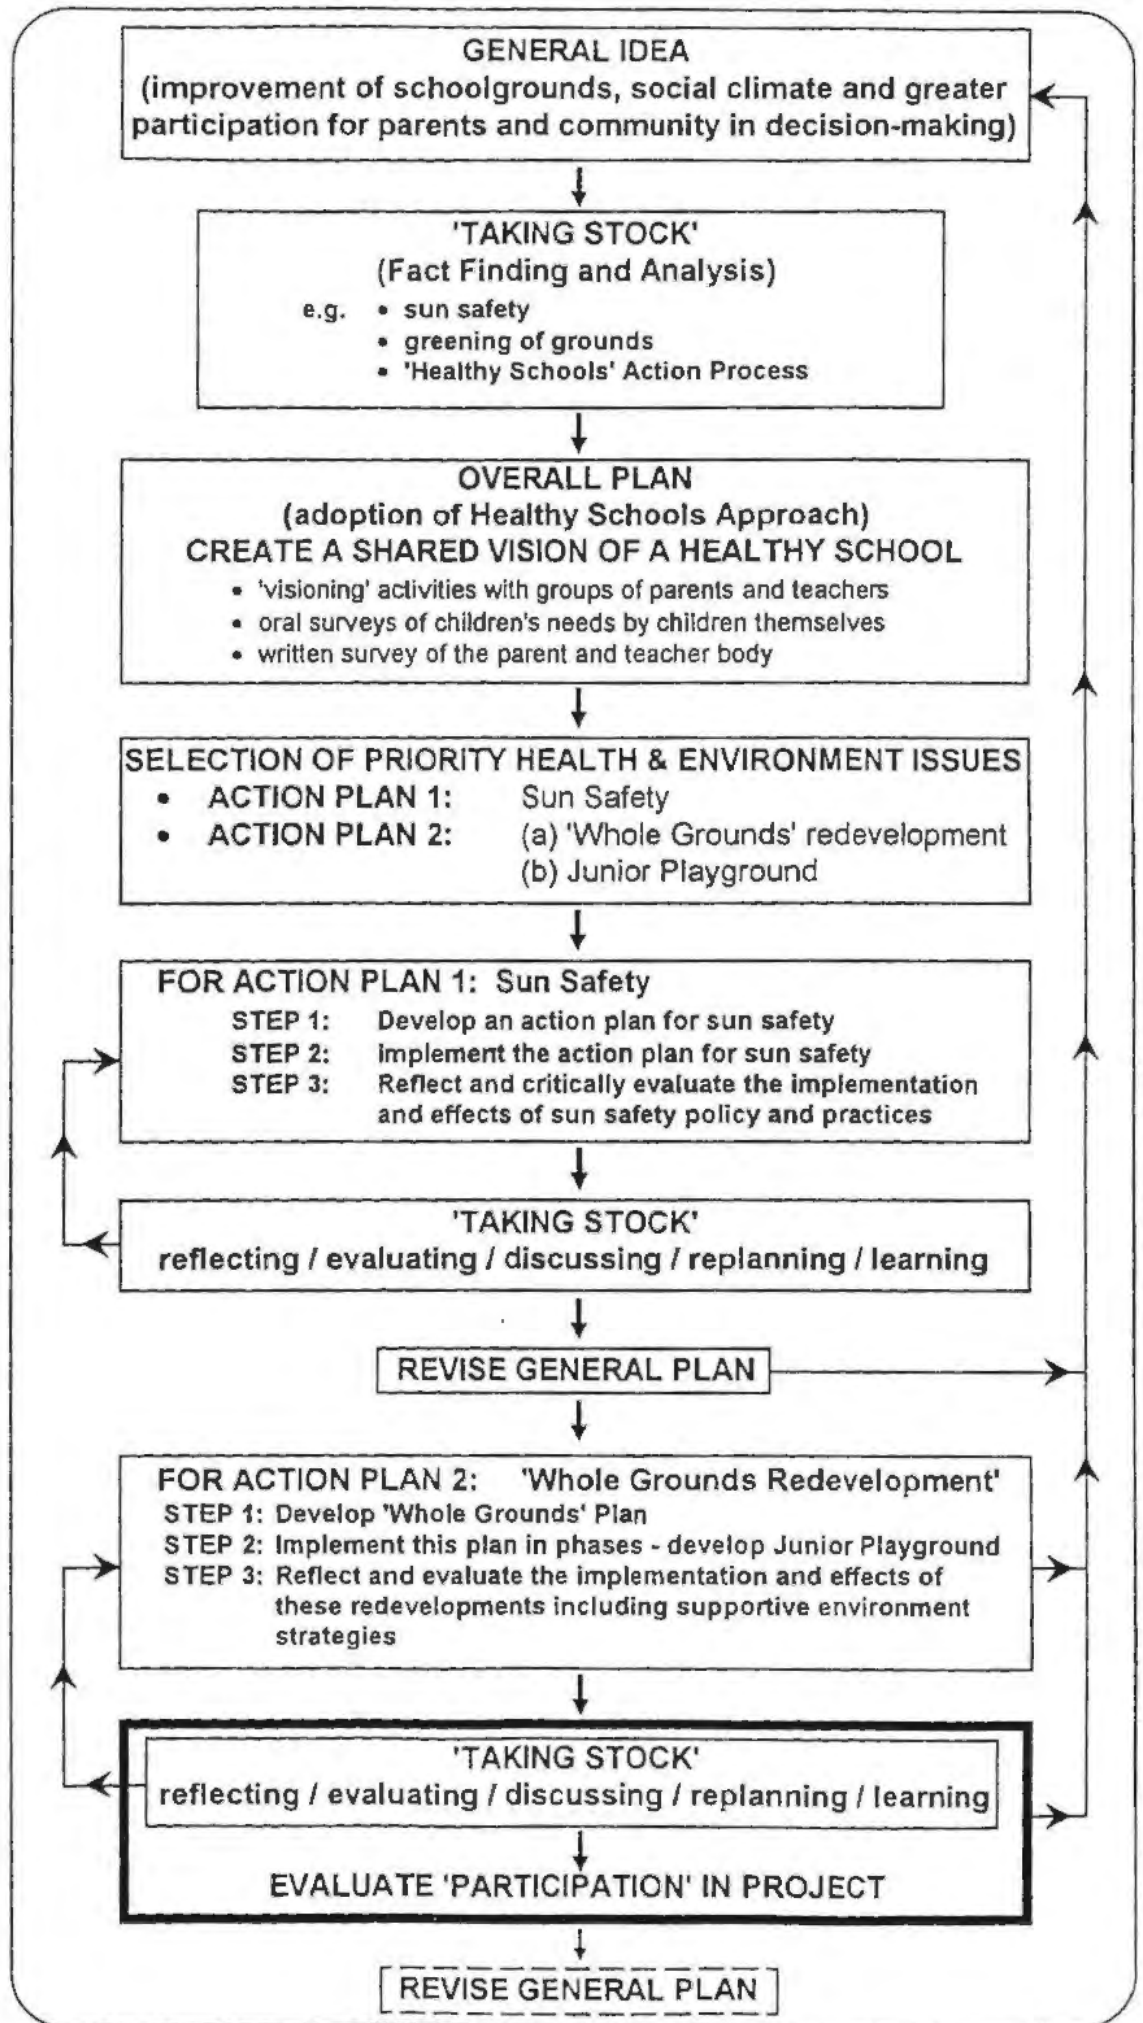 GENERAL IDEA
(improvement of schoolgrounds, social climate and greater
participation for parents and community in decision-making)
'TAKING STOCK'
(Fact Finding and Analysis)
e.g. • sun safety
• greening of grounds
• 'Healthy Schools' Action Process
OVERALL PLAN
(adoption of Healthy Schools Approach)
CREATE A SHARED VISION OF A HEALTHY SCHOOL
• 'visioning' activities with groups of parents and teachers
• oral surveys of children's needs by children themselves
• written survey of the parent and teacher body
SELECTION OF PRIORITY HEALTH & ENVIRONMENT ISSUES
• ACTION PLAN 1: Sun Safety
• ACTION PLAN 2: (a) 'Whole Grounds' redevelopment
(b) Junior Playground
FOR ACTION PLAN 1: Sun Safety
STEP 1: Develop an action plan for sun safety
STEP 2: Implement the action plan for sun safety
STEP 3: Reflect and critically evaluate the implementation
and effects of sun safety policy and practices
'TAKING STOCK'
reflecting / evaluating / discussing / replanning / learning
REVISE GENERAL PLAN
FOR ACTION PLAN 2: 'Whole Grounds Redevelopment'
STEP 1: Develop 'Whole Grounds' Plan
STEP 2: Implement this plan in phases - develop Junior Playground
STEP 3: Reflect and evaluate the implementation and effects of
these redevelopments including supportive environment
strategies
'TAKING STOCK'
reflecting / evaluating / discussing / replanning / learning
EVALUATE 'PARTICIPATION' IN PROJECT
REVISE GENERAL PLAN